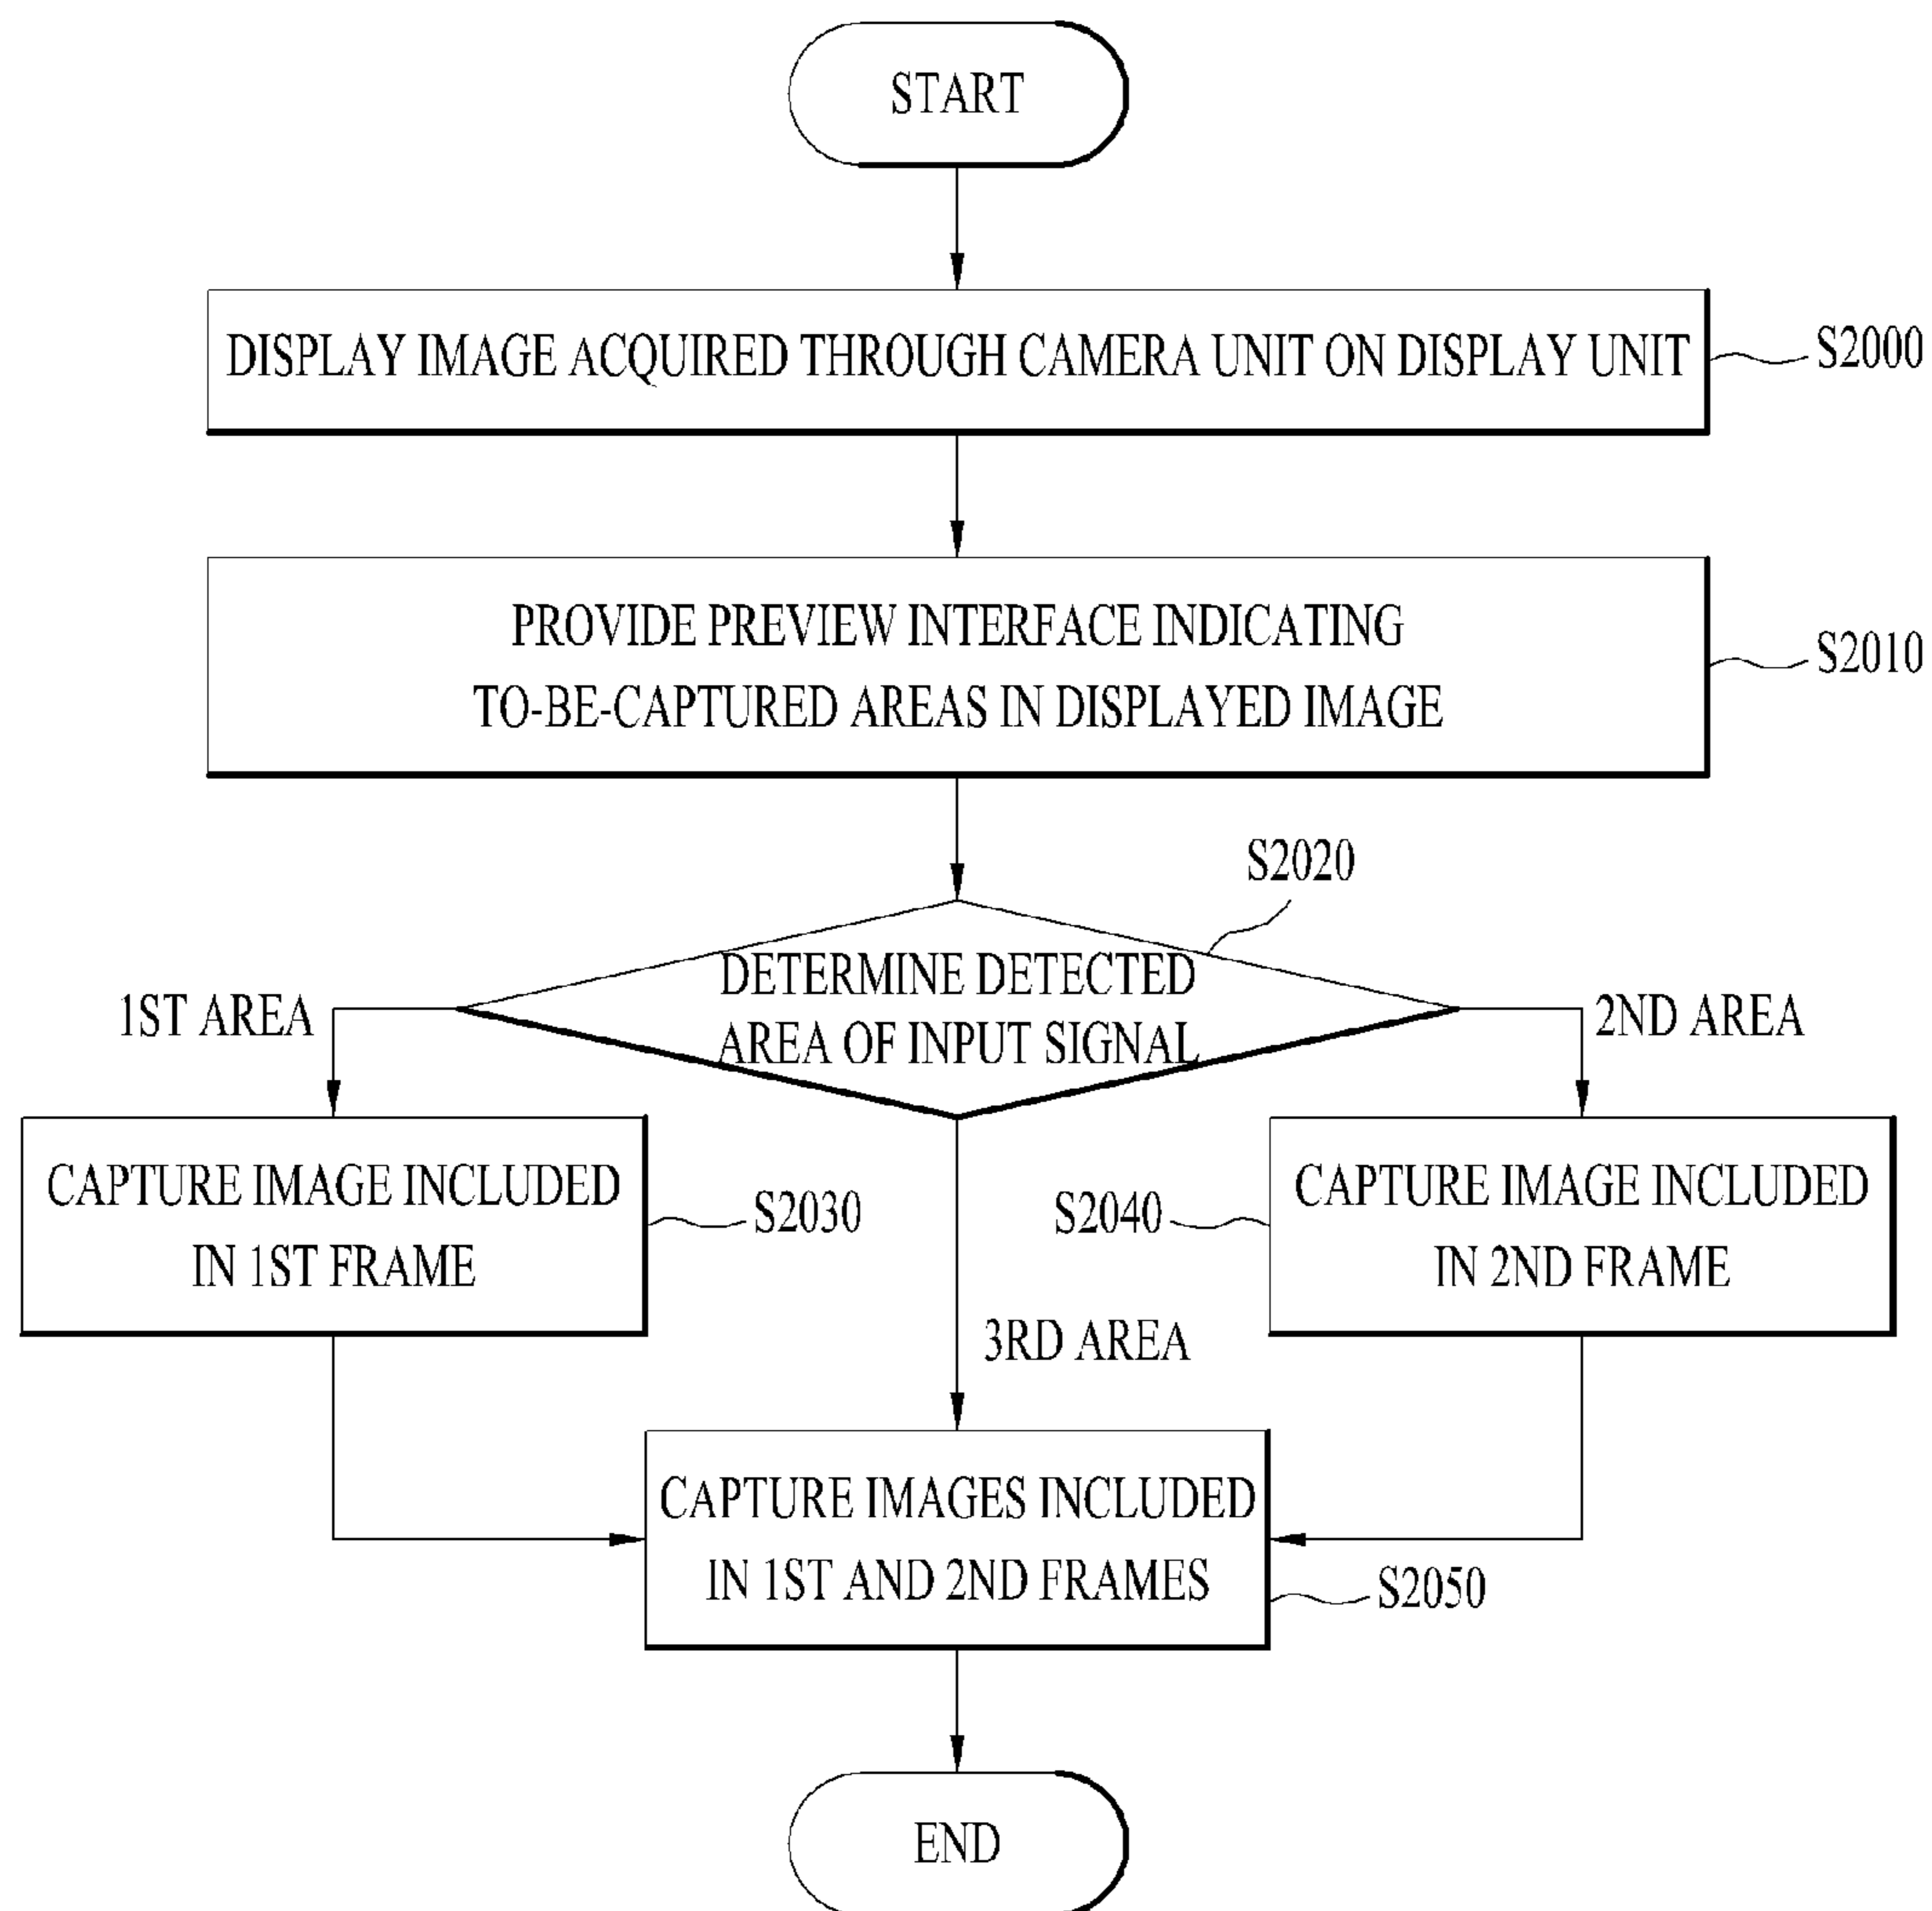 START
DISPLAY IMAGE ACQUIRED THROUGH CAMERA UNIT ON DISPLAY UNIT
S2000
PROVIDE PREVIEW INTERFACE INDICATING
TO-BE-CAPTURED AREAS IN DISPLAYED IMAGE
S2010
S2020
DETERMINE DETECTED
AREA OF INPUT SIGNAL
1ST AREA
2ND AREA
CAPTURE IMAGE INCLUDED
IN 1ST FRAME
S2030
S2040
CAPTURE IMAGE INCLUDED
IN 2ND FRAME
3RD AREA
CAPTURE IMAGES INCLUDED
IN 1ST AND 2ND FRAMES
S2050
END